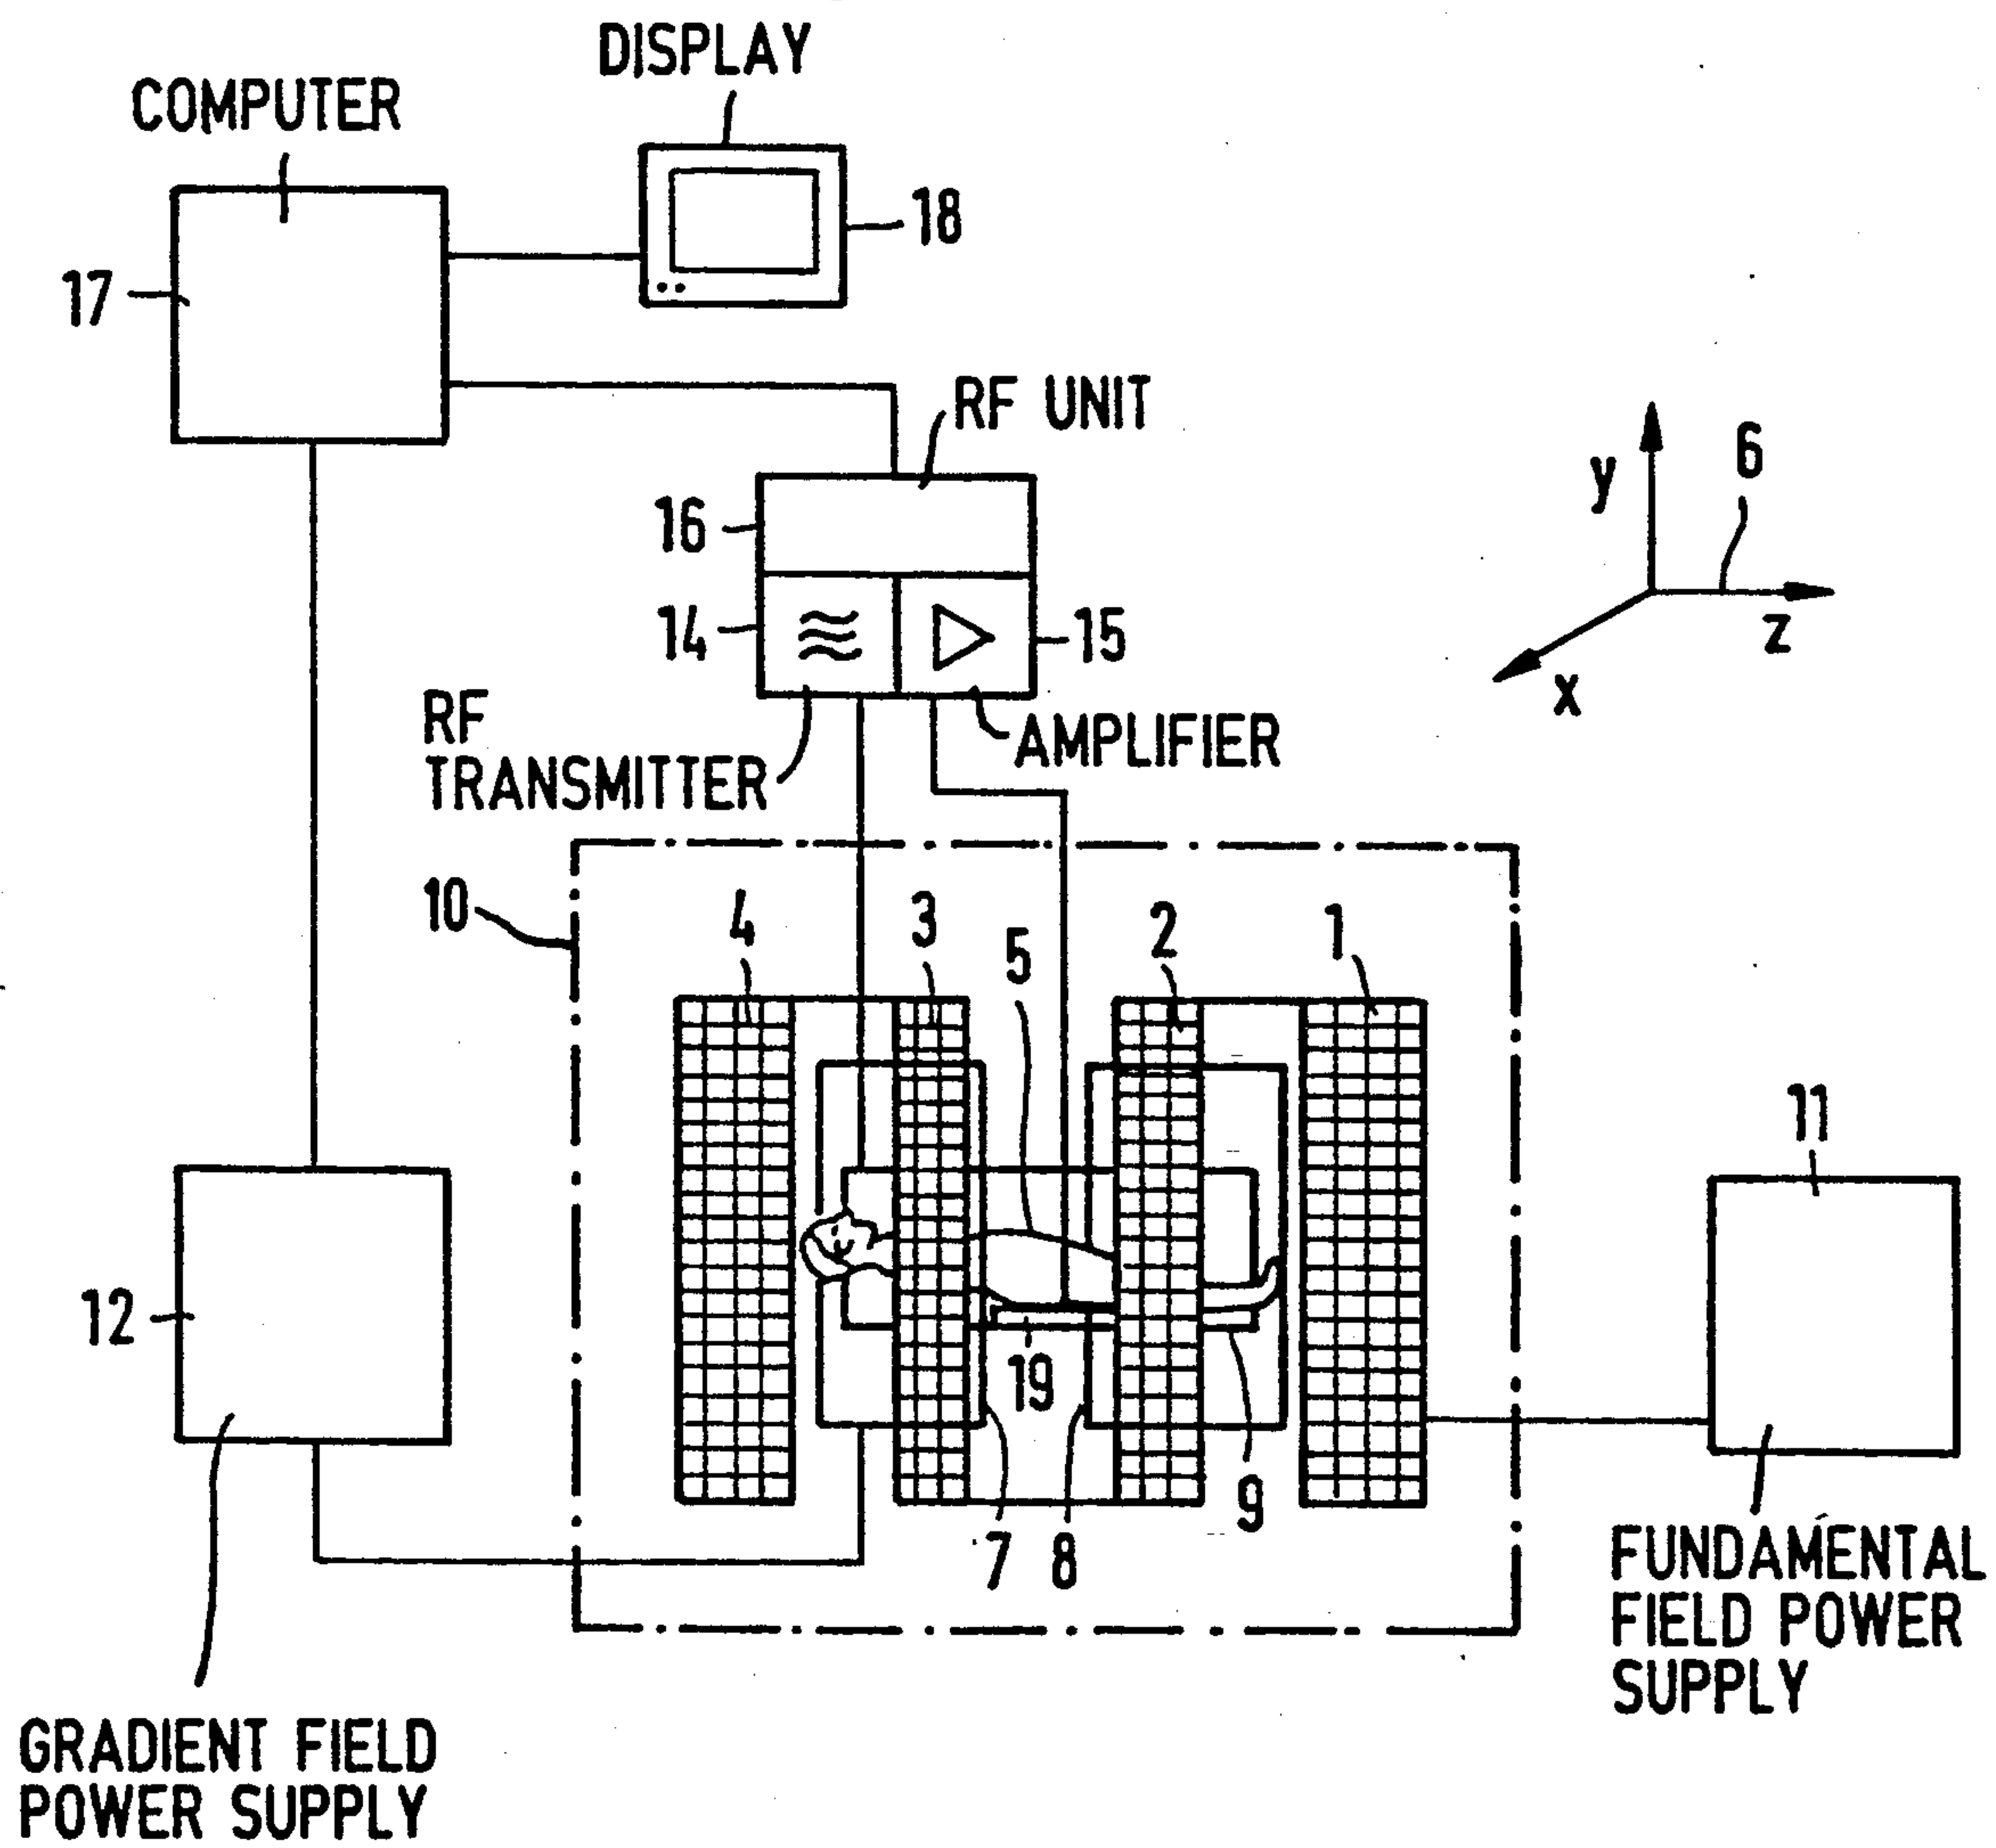 DISPLAY
COMPUTER
18
17
RF UNIT
6
y
16
14
15
z
x
RF
TRANSMITTER
AMPLIFIER
10
4
3
5
2
1
11
12
19
9
7
8
FUNDAMENTAL
FIELD POWER
SUPPLY
GRADIENT FIELD
POWER SUPPLY